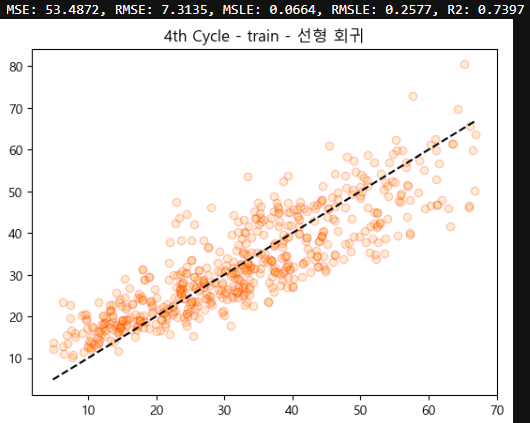 MSE: 53.4872, RMSE: 7.3135, MSLE: 0.0664, RMSLE: 0.2577, R2: 0.7397
4th Cycle - train - 선형 회귀
80
70
60
50
40
30
20
10
10 20 30 40 50 60 70